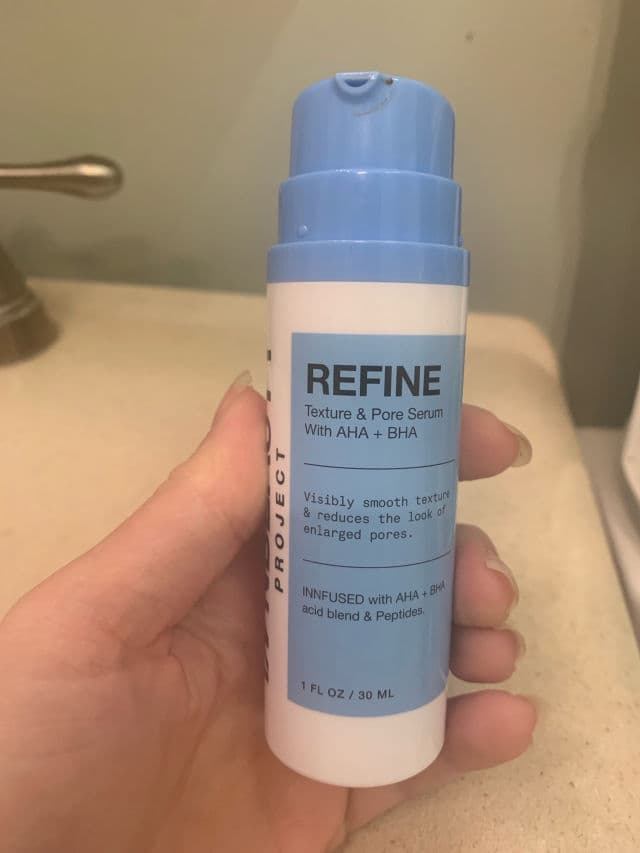 REFINE
Texture & Pore Serum
With AHA + BHA
Visibly smooth texture
& reduces the look of
enlarged pores.
INNFUSED with AHA + BHA
acid blend & Peptides.
1 FL OZ / 30 ML
PROJECT